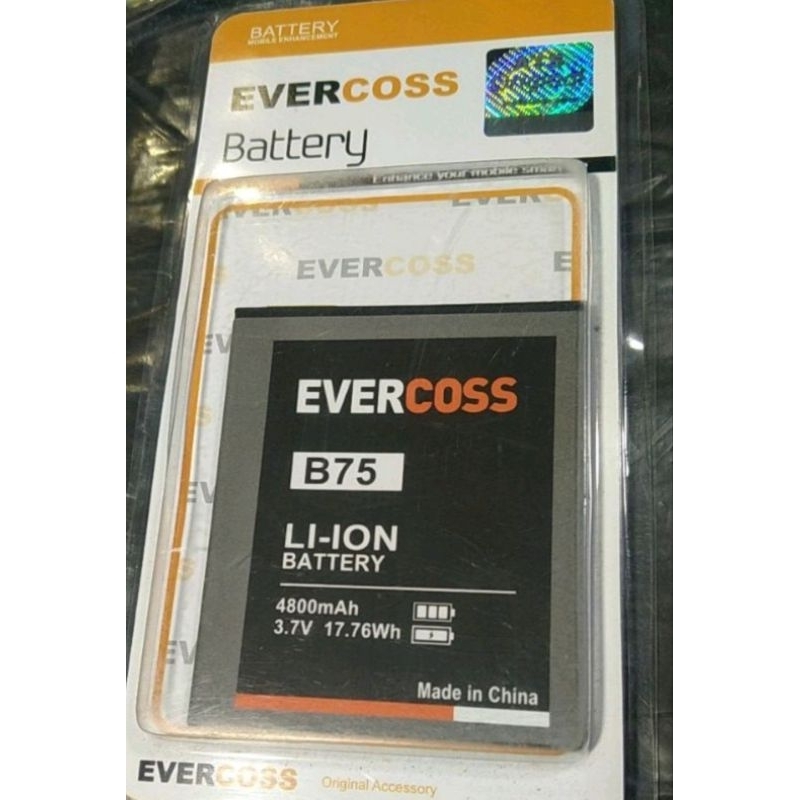 BATTERY
MOBILE ENHANCEMENT
EVERCOSS
Battery
Enhance your mobile smart
EVERCOSS
EVERCOSS
EVERCOSS
B75
LI-ION
BATTERY
4800mAh
3.7V 17.76Wh
Made in China
EVERCOSS
Original Accessory